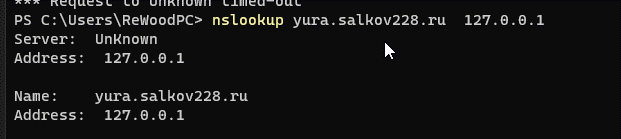 *** Request to Unknown timed-out
PS C:\Users\ReWoodPC> nslookup yura.salkov228.ru  127.0.0.1
Server:  UnKnown
Address:  127.0.0.1

Name:    yura.salkov228.ru
Address:  127.0.0.1